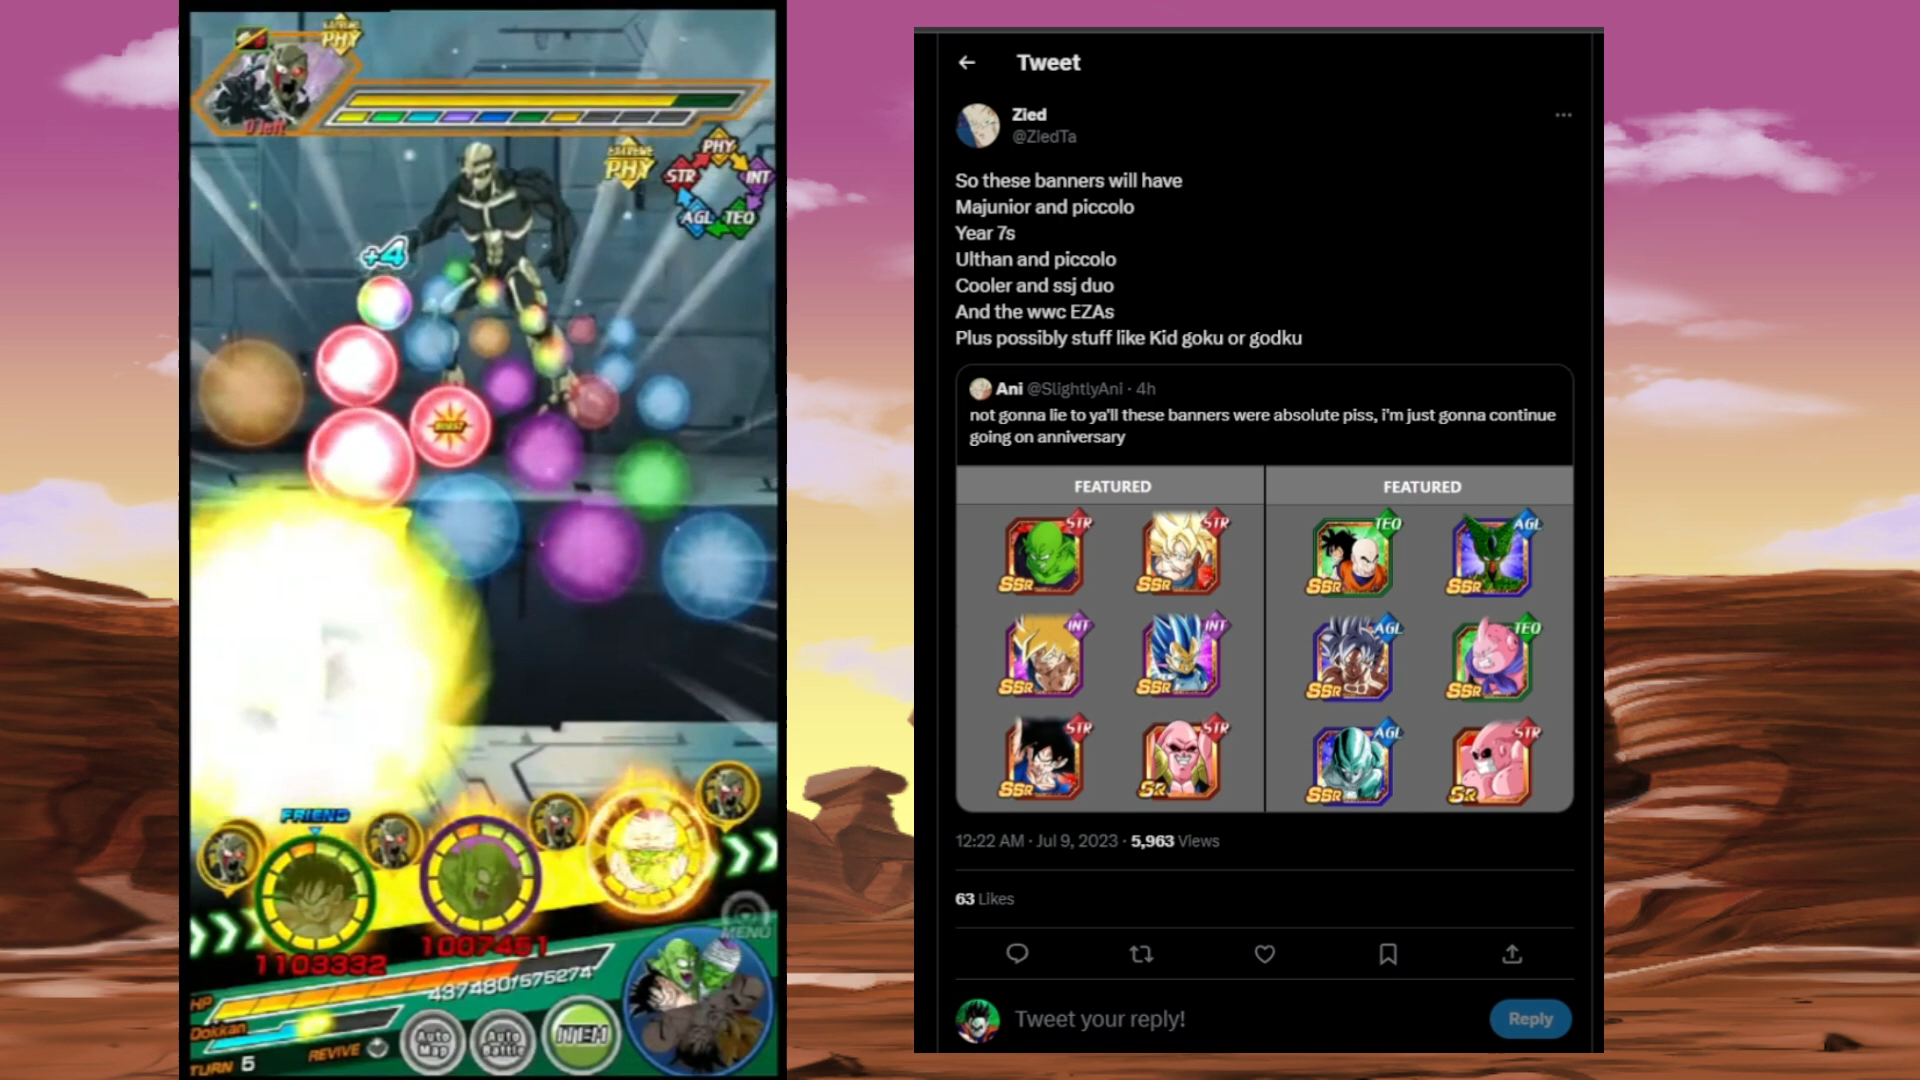 EXTREME
PHY
0 left
EXTREME
PHY
PHY
STR
INT
AGL
TEQ
+4
BURST
FRIEND
1103332
1007451
MENU
HP
437480/575274
Dokkan
Auto
Map
Auto
Battle
ITEM
REVIVE
TURN 5
Tweet
Zied
@ZiedTa
So these banners will have
Majunior and piccolo
Year 7s
Ulthan and piccolo
Cooler and ssj duo
And the wwc EZAs
Plus possibly stuff like Kid goku or godku
Ani @SlightlyAni · 4h
not gonna lie to ya'll these banners were absolute piss, i'm just gonna continue
going on anniversary
FEATURED
FEATURED
STR
SSR
STR
SSR
TEQ
SSR
AGL
SSR
INT
SSR
INT
SSR
AGL
SSR
TEQ
SSR
STR
SSR
STR
SR
AGL
SSR
STR
SR
12:22 AM · Jul 9, 2023 · 5,963 Views
63 Likes
Tweet your reply!
Reply